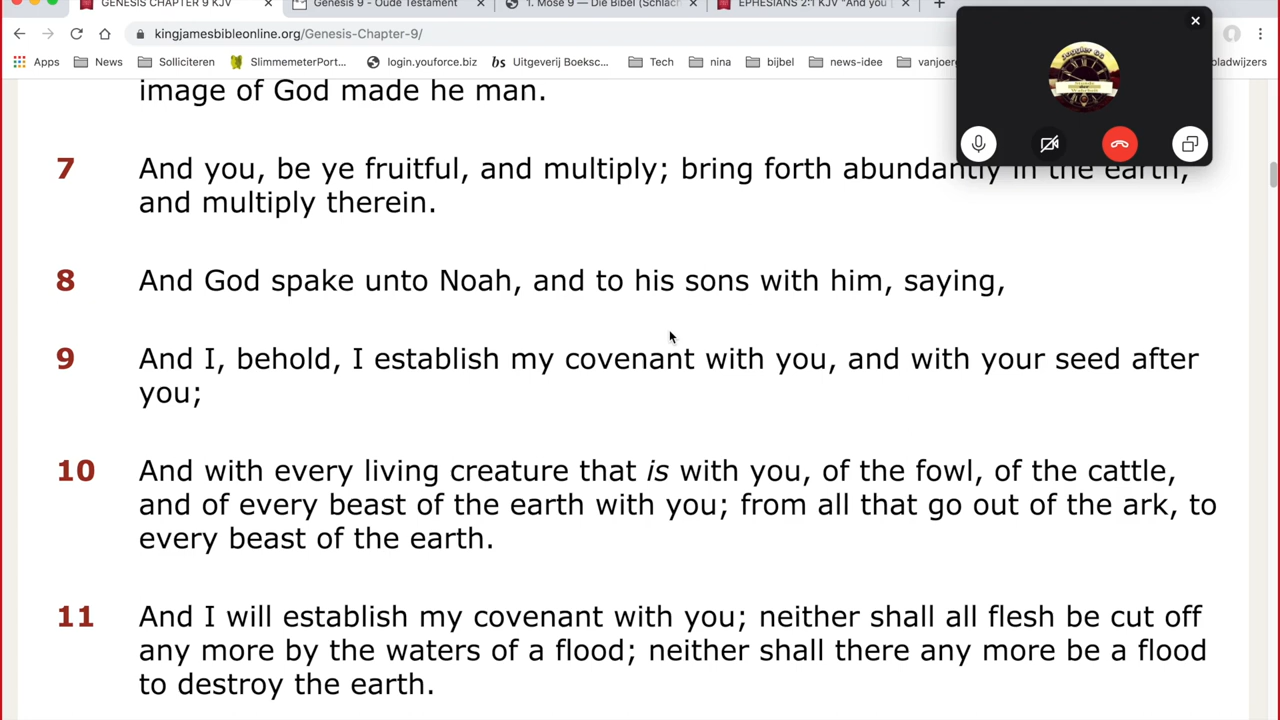 GENESIS CHAPTER 9 KJV
Genesis 9 - Oude Testament
1. Mose 9 — Die Bibel (Schlach
EPHESIANS 2:1 KJV "And you
kingjamesbibleonline.org/Genesis-Chapter-9/
Apps News Solliciteren SlimmemeterPort... login.youforce.biz bs Uitgeverij Boeksc... Tech nina bijbel news-idee vanjoerg
image of God made he man.
7 And you, be ye fruitful, and multiply; bring forth abundantly in the earth,
and multiply therein.
8 And God spake unto Noah, and to his sons with him, saying,
9 And I, behold, I establish my covenant with you, and with your seed after
you;
10 And with every living creature that is with you, of the fowl, of the cattle,
and of every beast of the earth with you; from all that go out of the ark, to
every beast of the earth.
11 And I will establish my covenant with you; neither shall all flesh be cut off
any more by the waters of a flood; neither shall there any more be a flood
to destroy the earth.